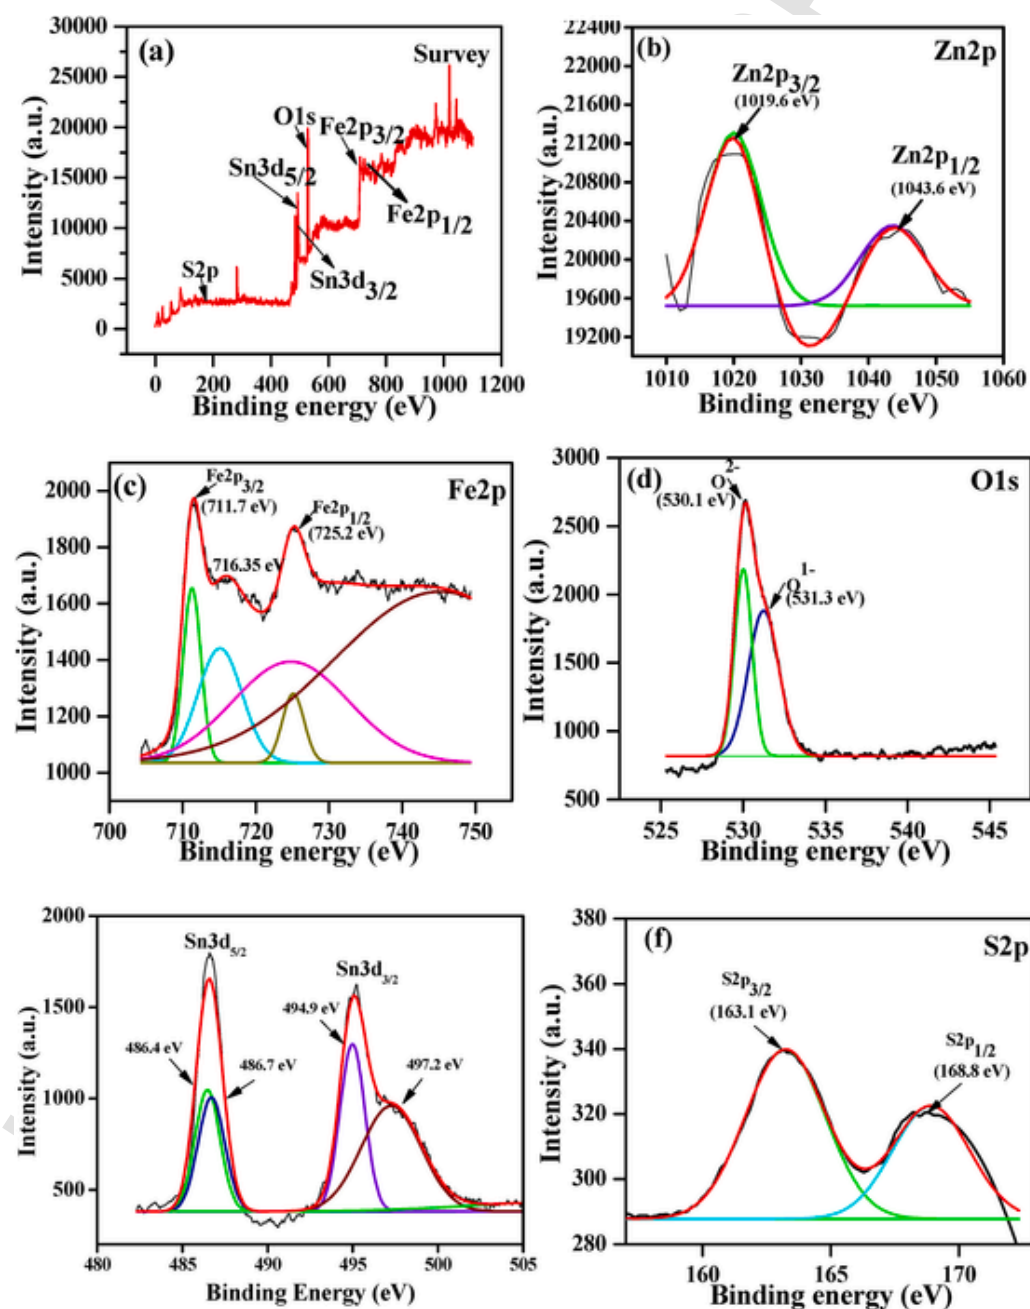 (a)
Survey
O1s
Fe2p3/2
Sn3d5/2
Fe2p1/2
S2p
Sn3d3/2
Intensity (a.u.)
30000
25000
20000
15000
10000
5000
0
0 200 400 600 800 1000 1200
Binding energy (eV)
(b)
Zn2p
Zn2p3/2
(1019.6 eV)
Zn2p1/2
(1043.6 eV)
Intensity (a.u.)
22400
22000
21600
21200
20800
20400
20000
19600
19200
1010 1020 1030 1040 1050 1060
Binding energy (eV)
(c)
Fe2p
Fe2p3/2
(711.7 eV)
Fe2p1/2
(725.2 eV)
716.35 eV
Intensity (a.u.)
2000
1800
1600
1400
1200
1000
700 710 720 730 740 750
Binding energy (eV)
(d)
O1s
O2-
(530.1 eV)
O1-
(531.3 eV)
Intensity (a.u.)
3000
2500
2000
1500
1000
500
525 530 535 540 545
Binding energy (eV)
Sn3d5/2
Sn3d3/2
494.9 eV
486.4 eV
486.7 eV
497.2 eV
Intensity (a.u.)
2000
1500
1000
500
480 485 490 495 500 505
Binding Energy (eV)
(f)
S2p
S2p3/2
(163.1 eV)
S2p1/2
(168.8 eV)
Intensity (a.u.)
380
360
340
320
300
280
160 165 170
Binding energy (eV)